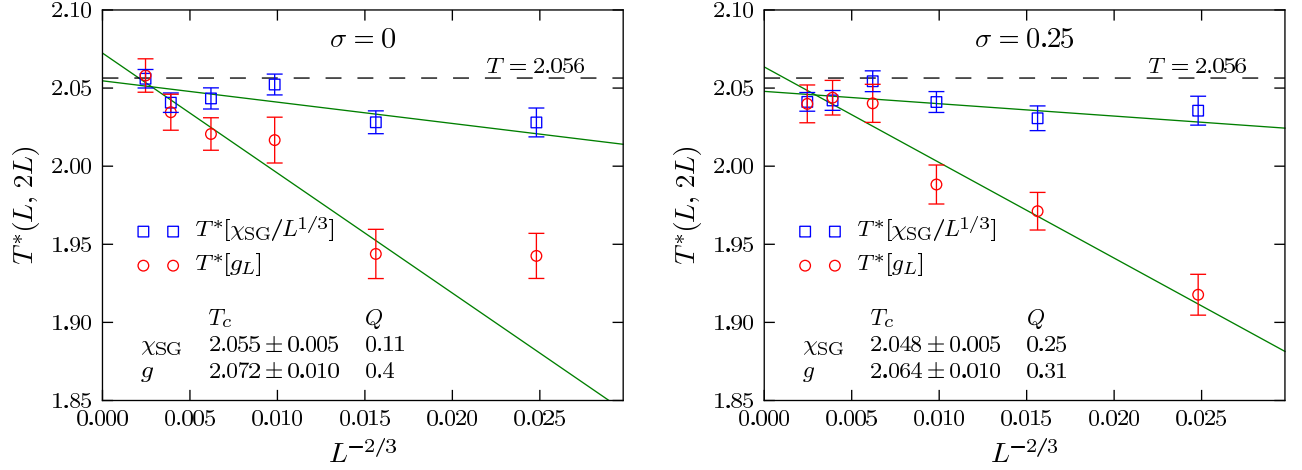 2.10
2.05
2.00
1.95
1.90
1.85
T*(L, 2L)
σ = 0
T = 2.056
T*[χSG/L^{1/3}]
T*[g_L]
T_c Q
χSG 2.055 ± 0.005 0.11
g 2.072 ± 0.010 0.4
0.000 0.005 0.010 0.015 0.020 0.025
L^{−2/3}
2.10
2.05
2.00
1.95
1.90
1.85
T*(L, 2L)
σ = 0.25
T = 2.056
T*[χSG/L^{1/3}]
T*[g_L]
T_c Q
χSG 2.048 ± 0.005 0.25
g 2.064 ± 0.010 0.31
0.000 0.005 0.010 0.015 0.020 0.025
L^{−2/3}